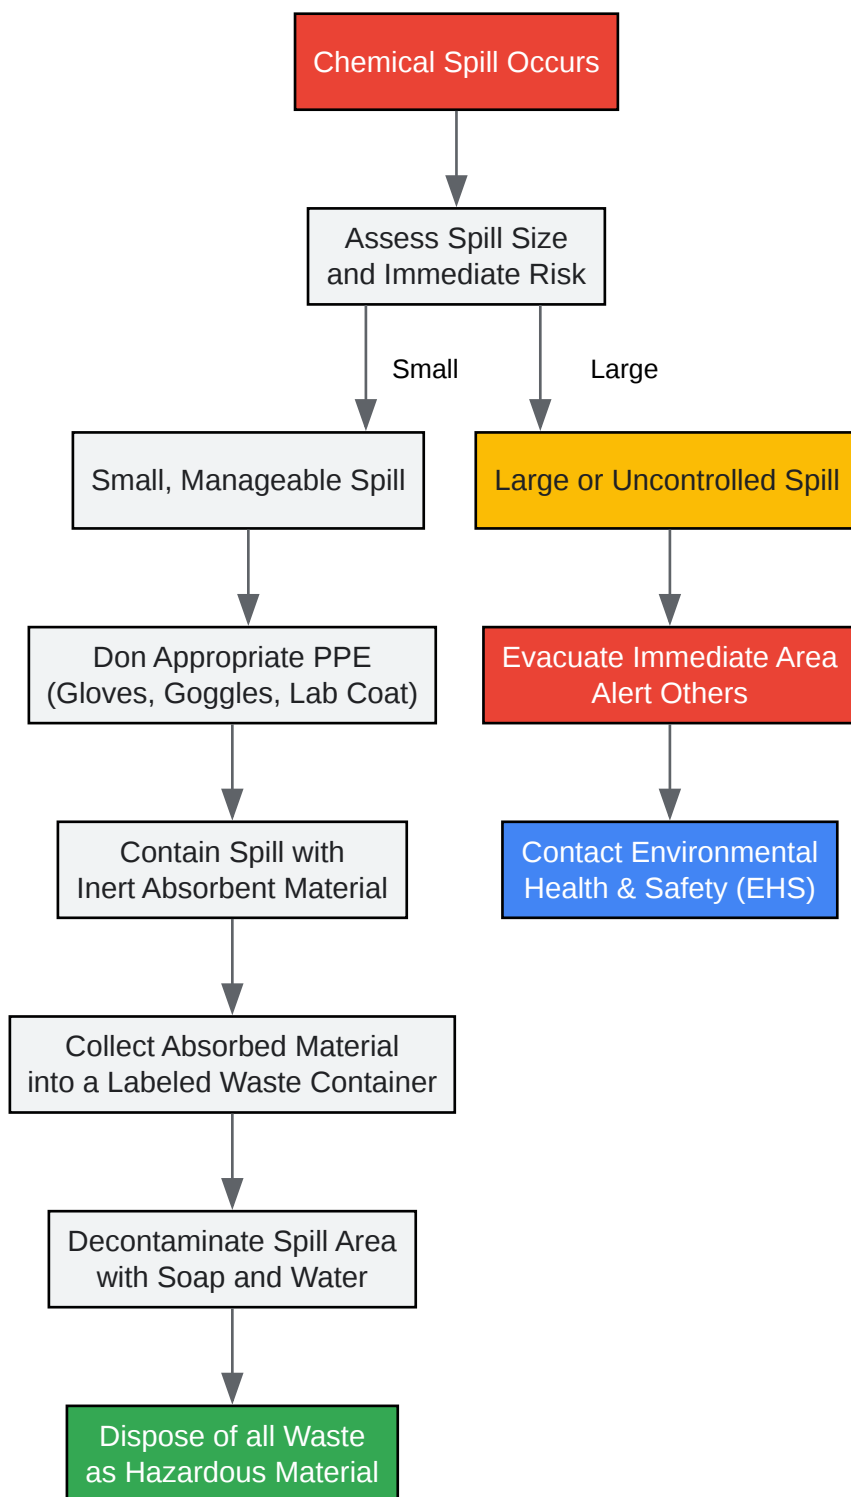 Chemical Spill Occurs
Assess Spill Size
and Immediate Risk
Small
Large
Small, Manageable Spill
Large or Uncontrolled Spill
Don Appropriate PPE
(Gloves, Goggles, Lab Coat)
Evacuate Immediate Area
Alert Others
Contain Spill with
Inert Absorbent Material
Contact Environmental
Health & Safety (EHS)
Collect Absorbed Material
into a Labeled Waste Container
Decontaminate Spill Area
with Soap and Water
Dispose of all Waste
as Hazardous Material